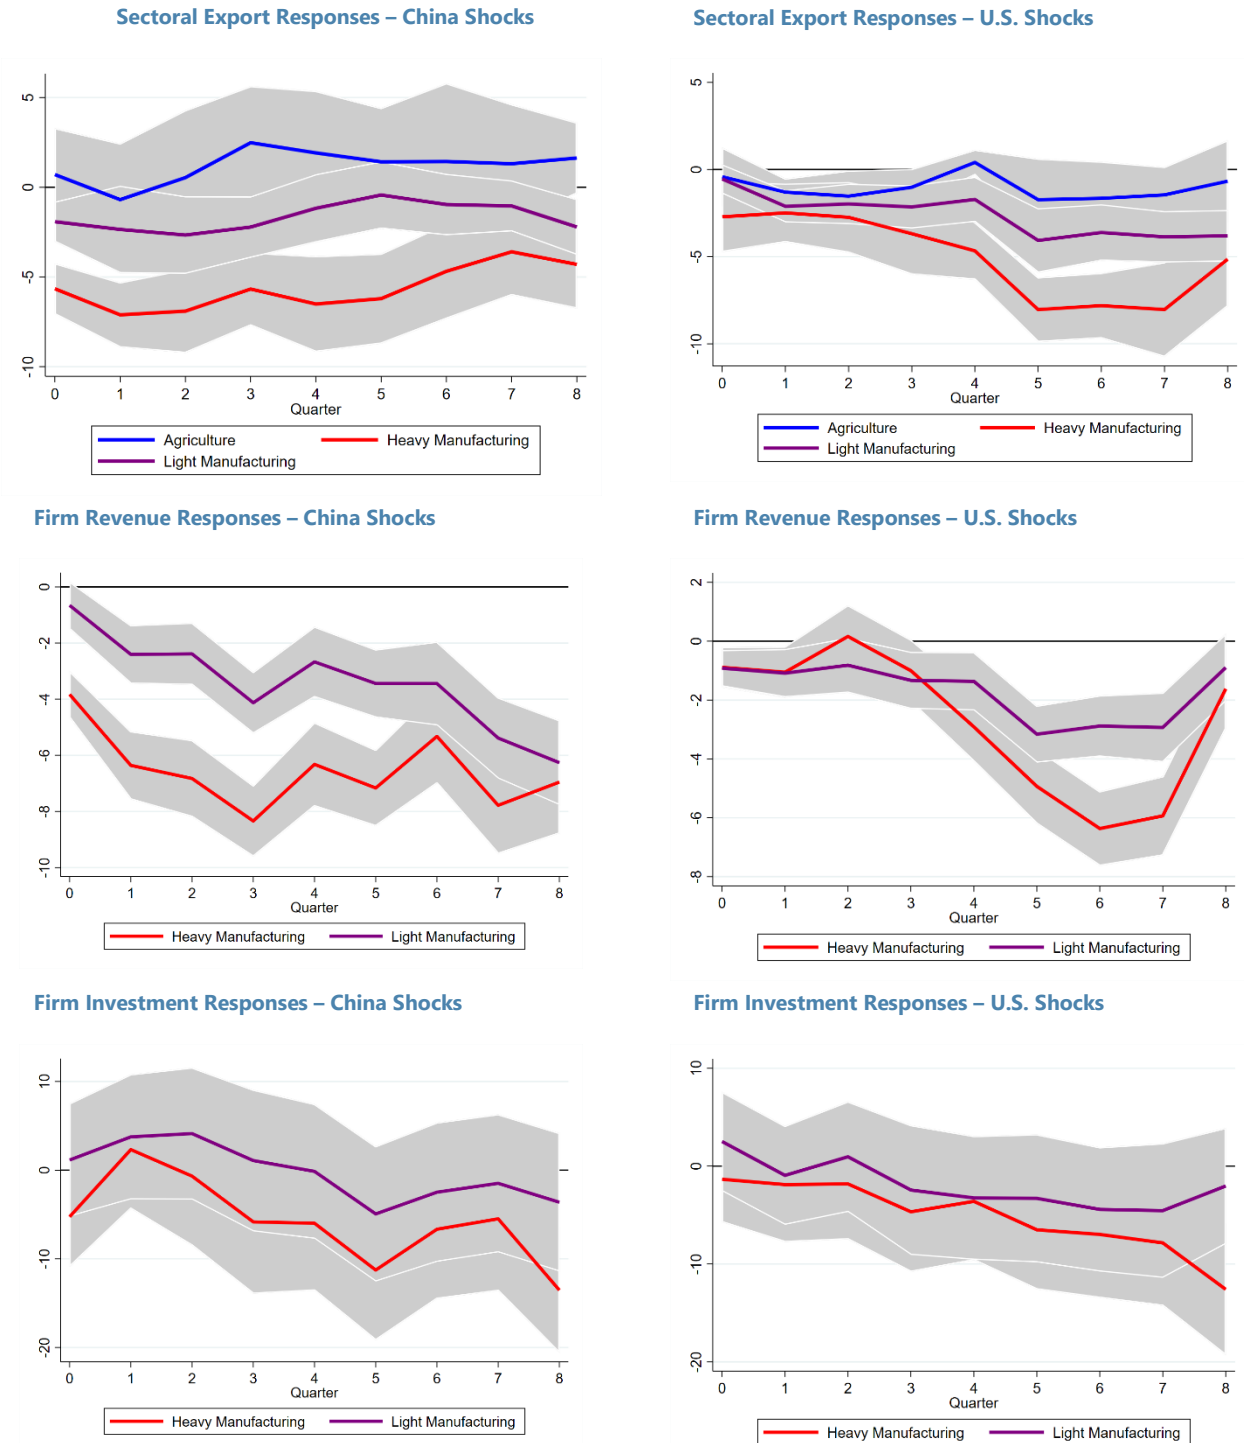 Sectoral Export Responses – China Shocks
Sectoral Export Responses – U.S. Shocks
5
0
-5
-10
0 1 2 3 4 5 6 7 8
Quarter
Agriculture Heavy Manufacturing
Light Manufacturing
5
0
-5
-10
0 1 2 3 4 5 6 7 8
Quarter
Agriculture Heavy Manufacturing
Light Manufacturing
Firm Revenue Responses – China Shocks
Firm Revenue Responses – U.S. Shocks
0
-2
-4
-6
-8
-10
0 1 2 3 4 5 6 7 8
Quarter
Heavy Manufacturing Light Manufacturing
2
0
-2
-4
-6
-8
0 1 2 3 4 5 6 7 8
Quarter
Heavy Manufacturing Light Manufacturing
Firm Investment Responses – China Shocks
Firm Investment Responses – U.S. Shocks
10
0
-10
-20
0 1 2 3 4 5 6 7 8
Quarter
Heavy Manufacturing Light Manufacturing
10
0
-10
-20
0 1 2 3 4 5 6 7 8
Quarter
Heavy Manufacturing Light Manufacturing